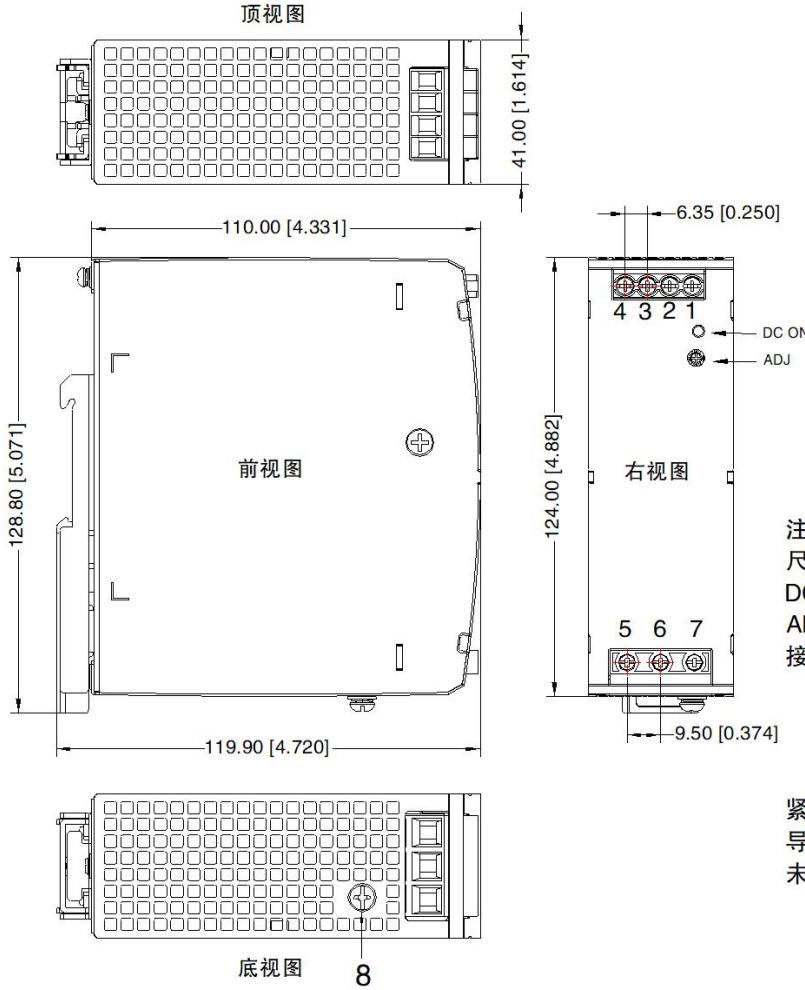 顶视图
41.00 [1.614]
110.00 [4.331]
6.35 [0.250]
4 3 2 1
DC ON
ADJ
128.80 [5.071]
前视图
124.00 [4.882]
右视图
注
尺
DC
接
5 6 7
119.90 [4.720]
9.50 [0.374]
紧
导
未
底视图
8